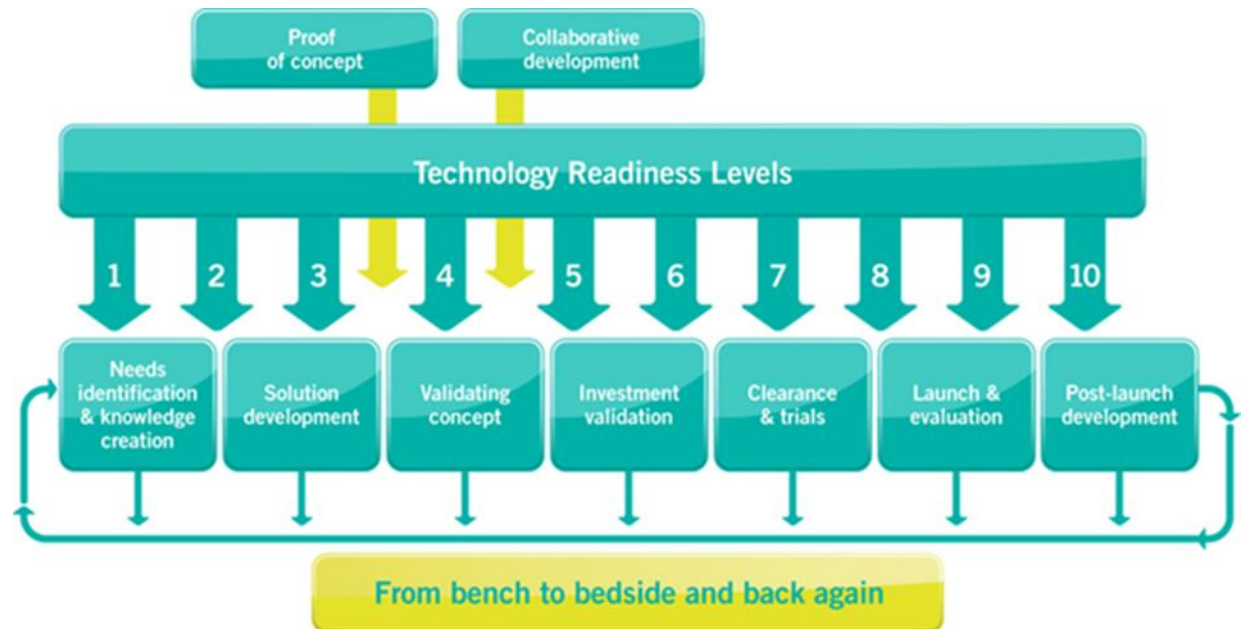 Proof
of concept
Collaborative
development
Technology Readiness Levels
1 2 3 4 5 6 7 8 9 10
Needs
identification
& knowledge
creation
Solution
development
Validating
concept
Investment
validation
Clearance
& trials
Launch &
evaluation
Post-launch
development
From bench to bedside and back again